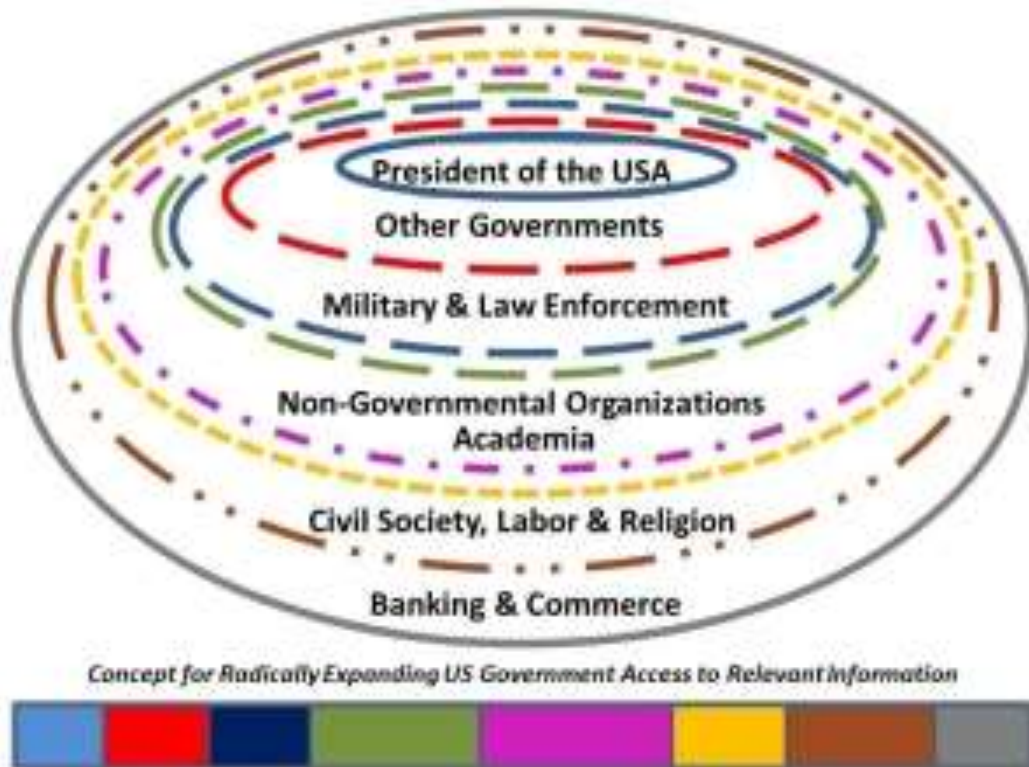 President of the USA
Other Governments
Military & Law Enforcement
Non-Governmental Organizations
Academia
Civil Society, Labor & Religion
Banking & Commerce
Concept for Radically Expanding US Government Access to Relevant Information